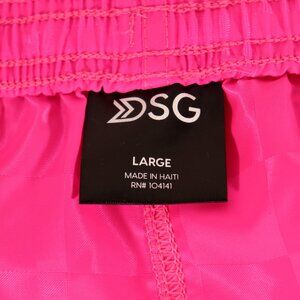 DSG
LARGE
MADE IN HAITI
RN# 104141